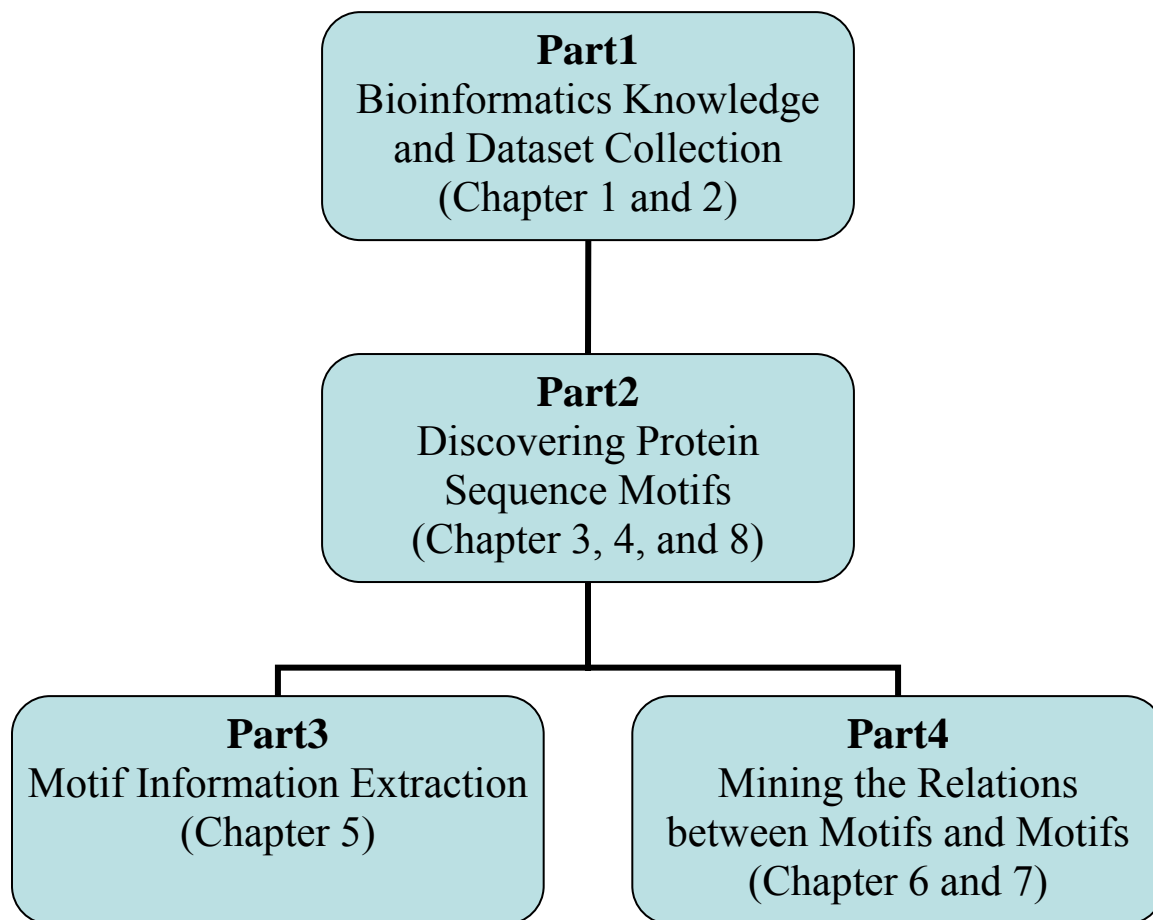 Part1
Bioinformatics Knowledge
and Dataset Collection
(Chapter 1 and 2)
Part2
Discovering Protein
Sequence Motifs
(Chapter 3, 4, and 8)
Part3
Motif Information Extraction
(Chapter 5)
Part4
Mining the Relations
between Motifs and Motifs
(Chapter 6 and 7)